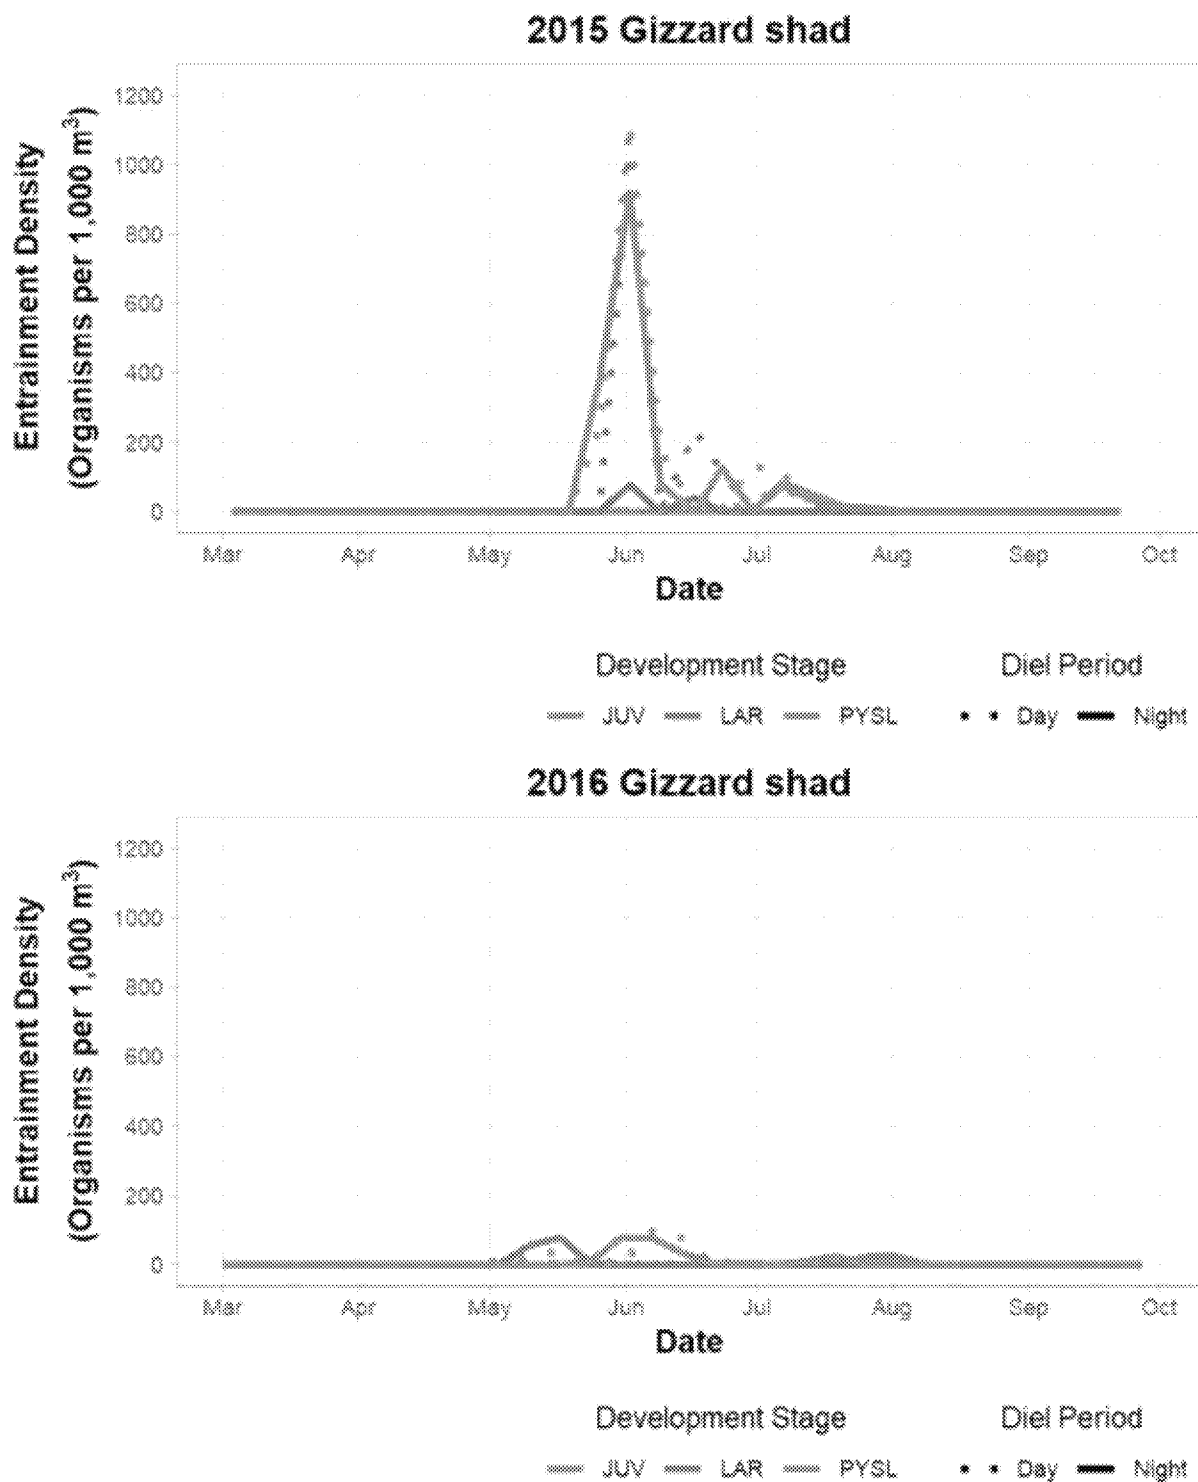 2015 Gizzard shad
Entrainment Density
(Organisms per 1,000 m³)
1200
1000
800
600
400
200
0
Mar Apr May Jun Jul Aug Sep Oct
Date
Development Stage Diel Period
JUV LAR PYSL Day Night
2016 Gizzard shad
Entrainment Density
(Organisms per 1,000 m³)
1200
1000
800
600
400
200
0
Mar Apr May Jun Jul Aug Sep Oct
Date
Development Stage Diel Period
JUV LAR PYSL Day Night